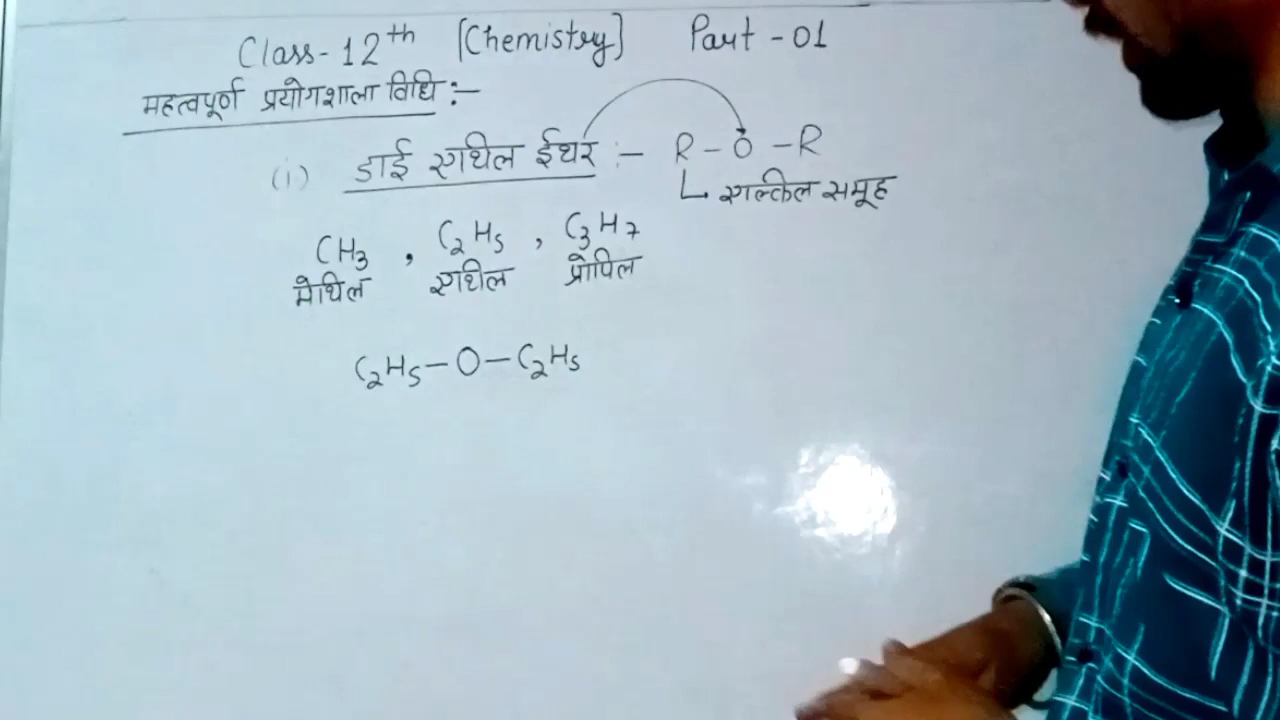 Class-12th [Chemistry] Part - 01
महत्वपूर्ण प्रयोगशाला विधि :-
(i) डाई एथिल ईथर :- R - O - R
एल्किल समूह
CH3 , C2H5 , C3H7
मेथिल एथिल प्रोपिल
C2H5 - O - C2H5